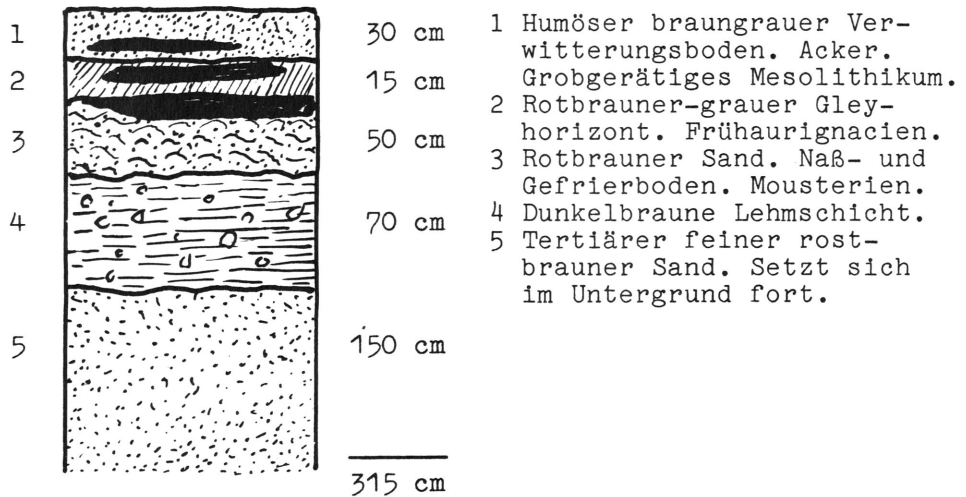 1
2
3
4
5
30 cm
15 cm
50 cm
70 cm
150 cm
315 cm
1 Humöser braungrauer Ver-
witterungsboden. Acker.
Grobgerätiges Mesolithikum.
2 Rotbrauner-grauer Gley-
horizont. Frühaurignacien.
3 Rotbrauner Sand. Naß- und
Gefrierboden. Mousterien.
4 Dunkelbraune Lehmschicht.
5 Tertiärer feiner rost-
brauner Sand. Setzt sich
im Untergrund fort.